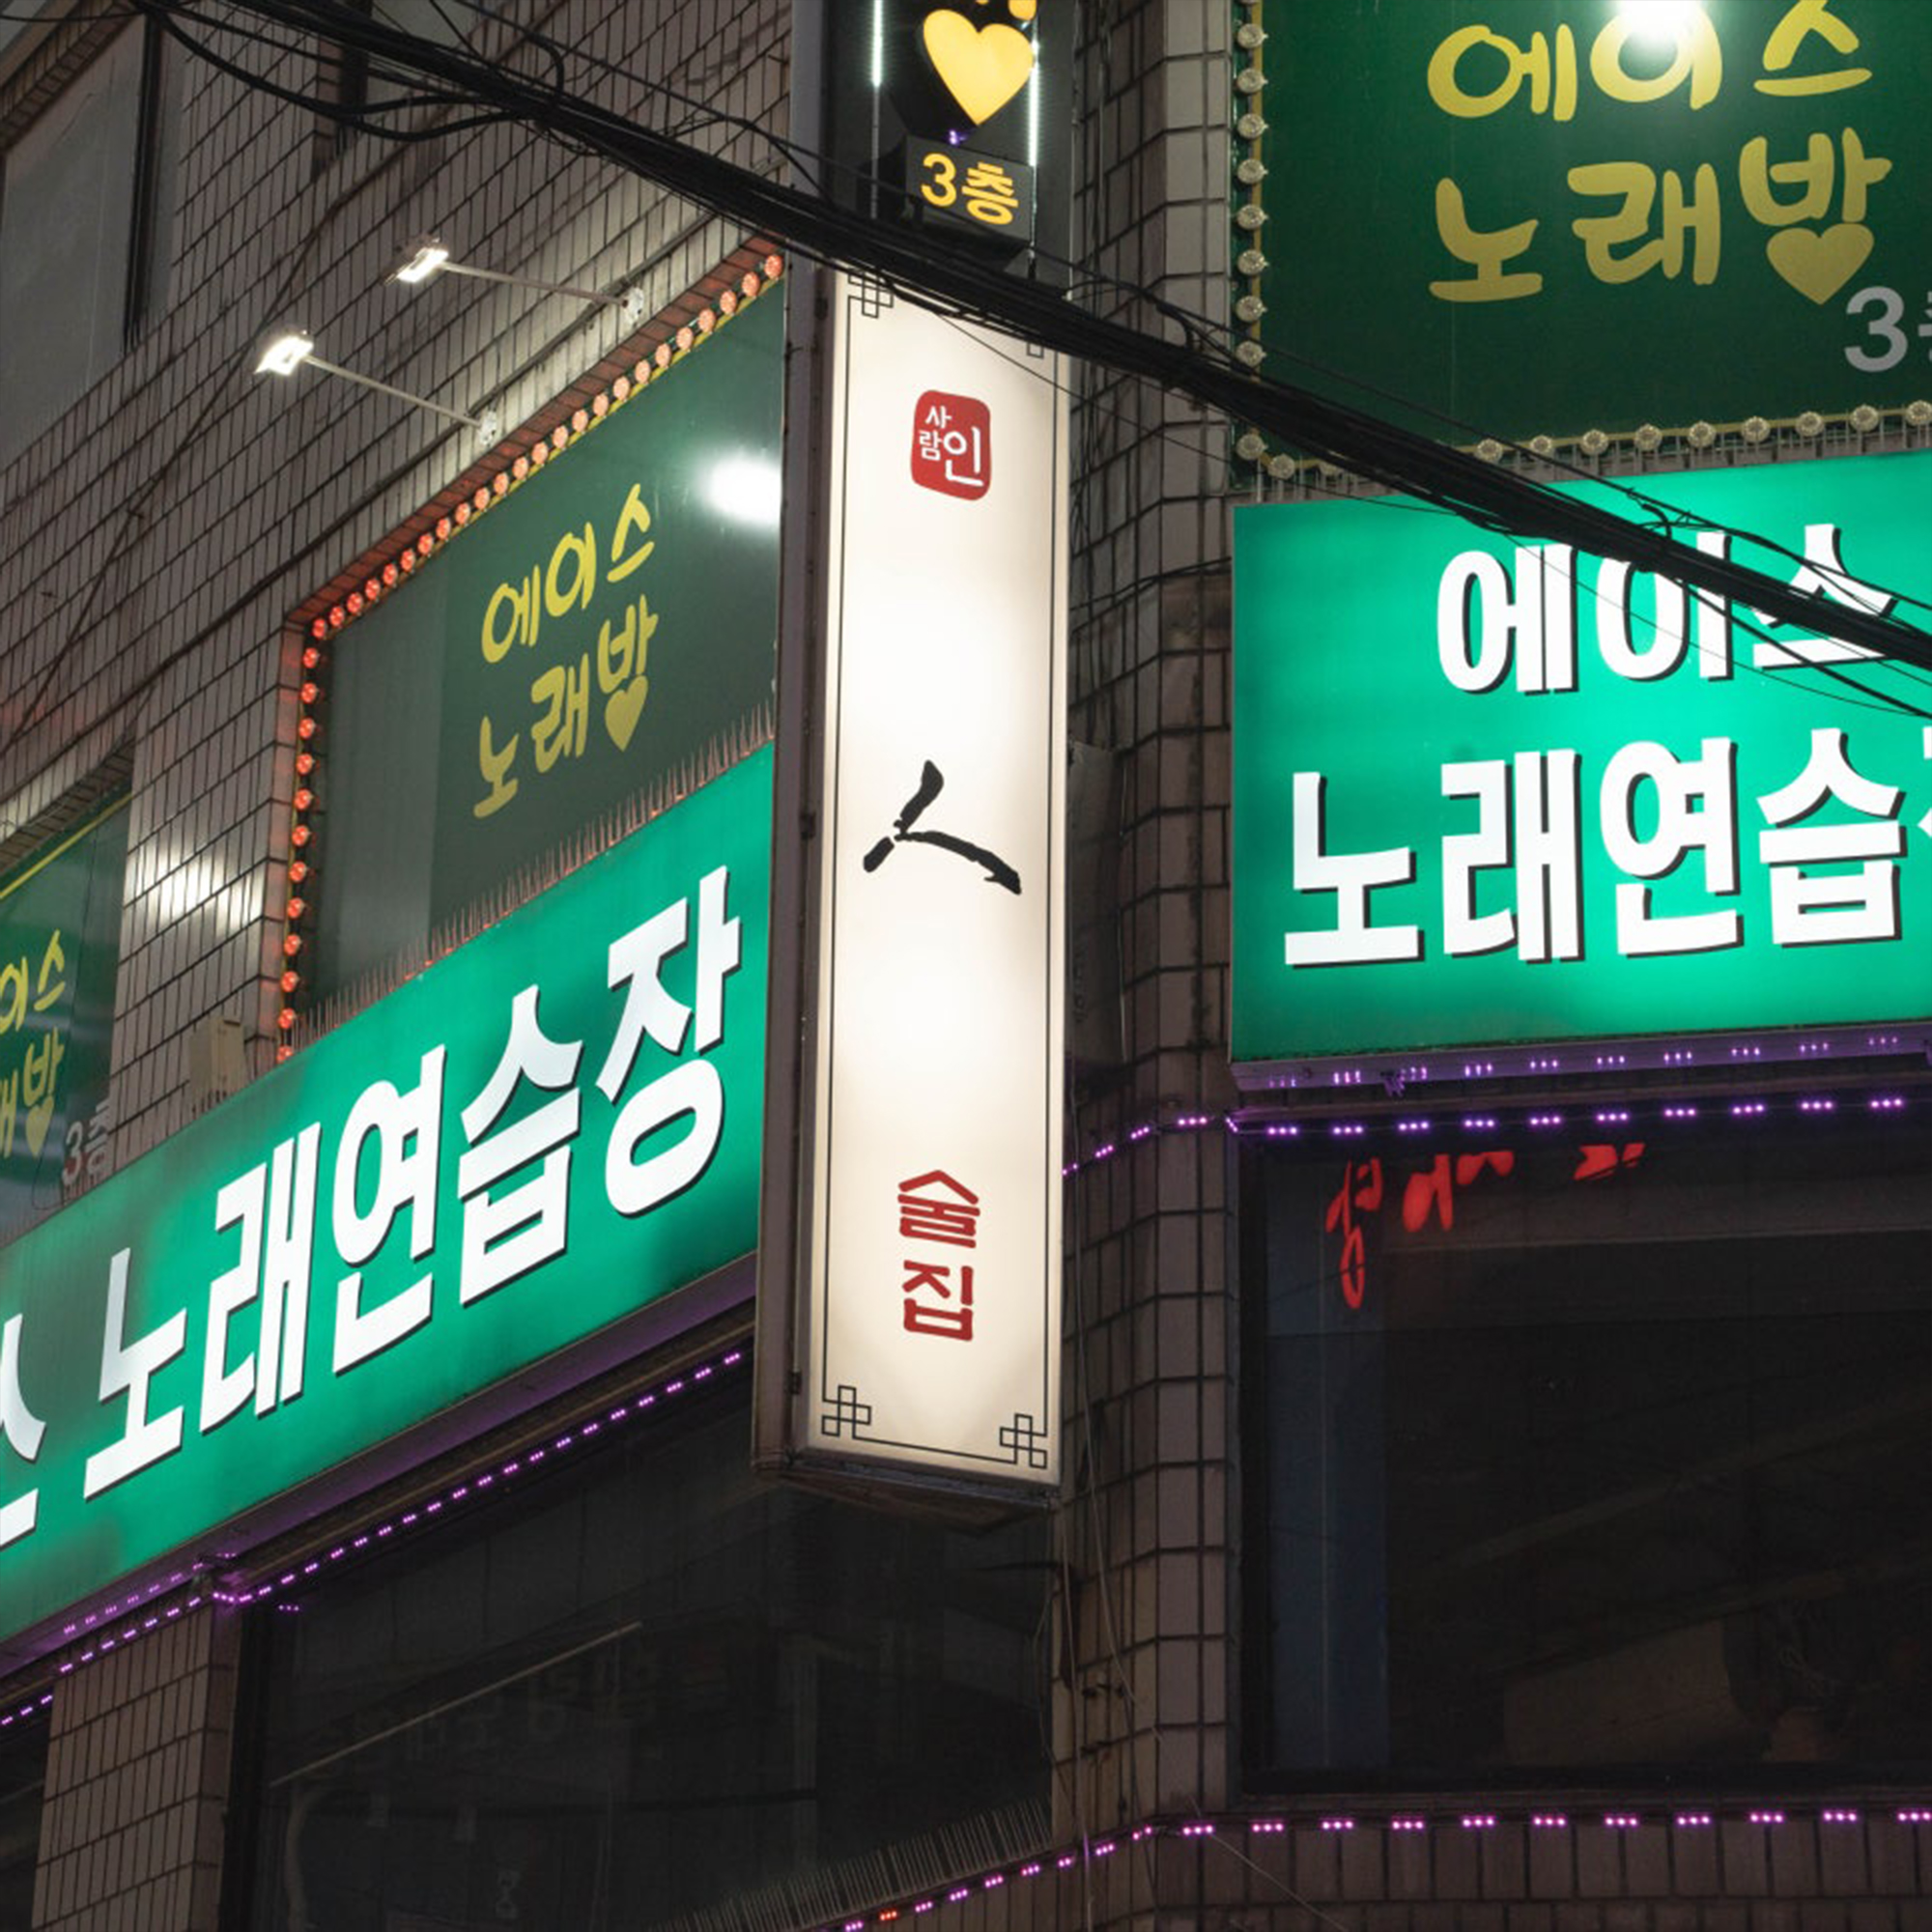 3층
에이스
노래방
3층
사람인
人
술집
에이스
노래방
에이스
노래연습
이스
래방
3층
스 노래연습장